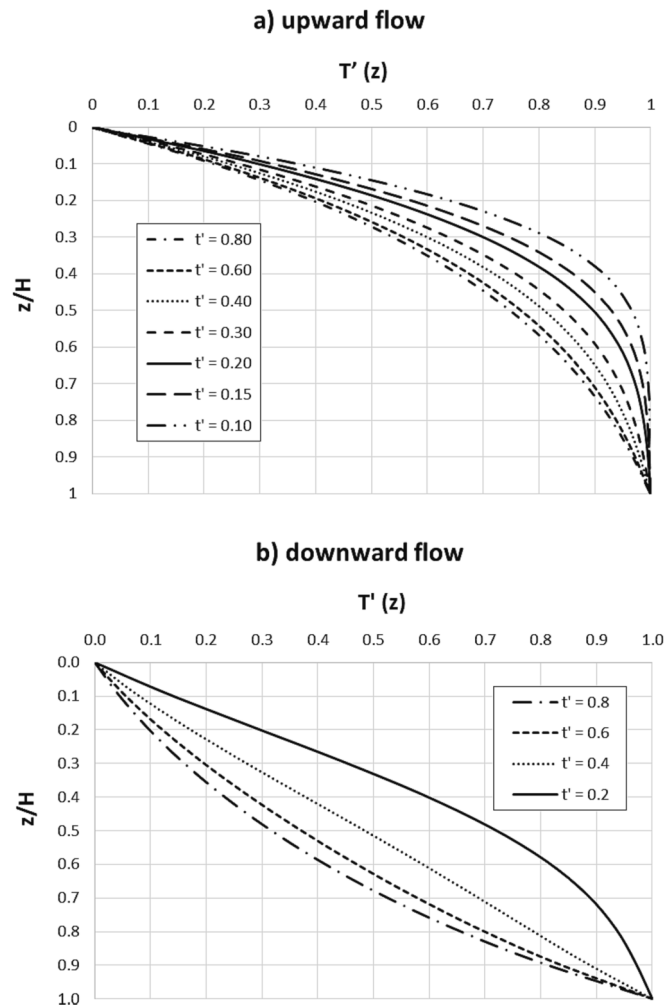 a) upward flow
T’ (z)
0 0.1 0.2 0.3 0.4 0.5 0.6 0.7 0.8 0.9 1
0
0.1
0.2
0.3
0.4
0.5
0.6
0.7
0.8
0.9
1
z/H
t' = 0.80
t' = 0.60
t' = 0.40
t' = 0.30
t' = 0.20
t' = 0.15
t' = 0.10
b) downward flow
T' (z)
0.0 0.1 0.2 0.3 0.4 0.5 0.6 0.7 0.8 0.9 1.0
0.0
0.1
0.2
0.3
0.4
0.5
0.6
0.7
0.8
0.9
1.0
z/H
t' = 0.8
t' = 0.6
t' = 0.4
t' = 0.2